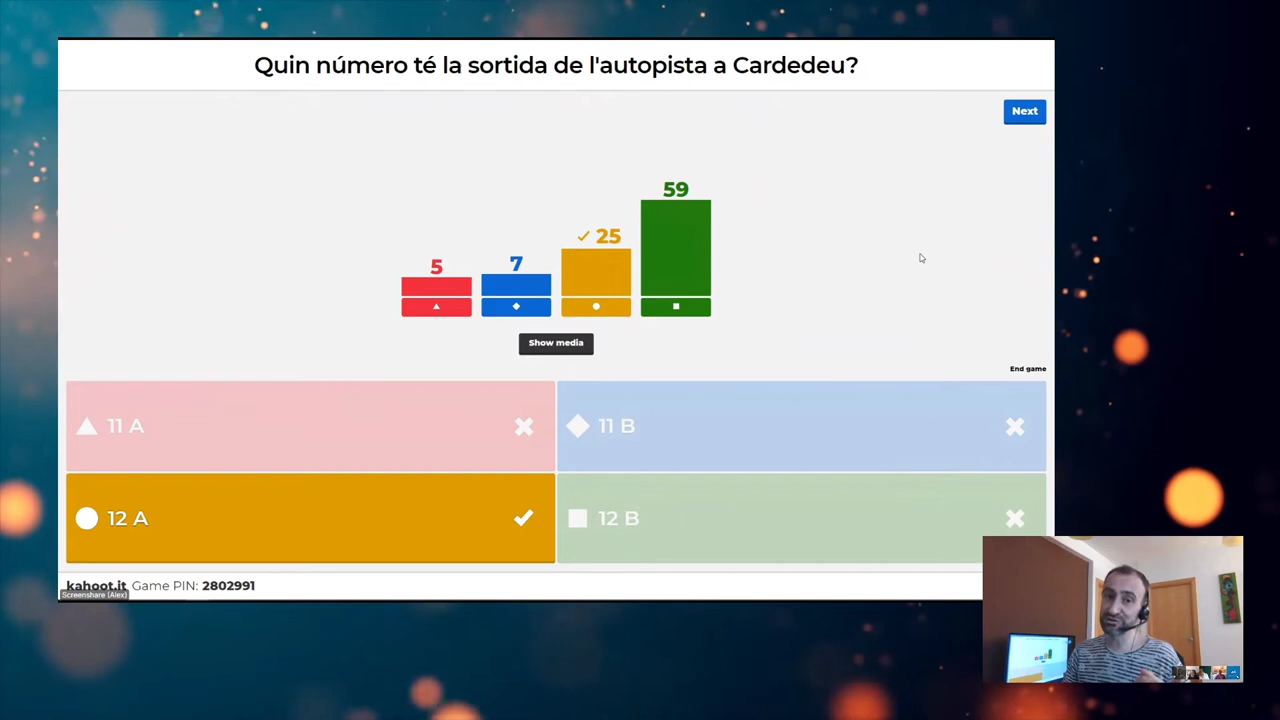 Quin número té la sortida de l'autopista a Cardedeu?
Next
59
25
7
5
Show media
End game
11 A
11 B
12 A
12 B
kahoot.it Game PIN: 2802991
Screenshare (Alex)